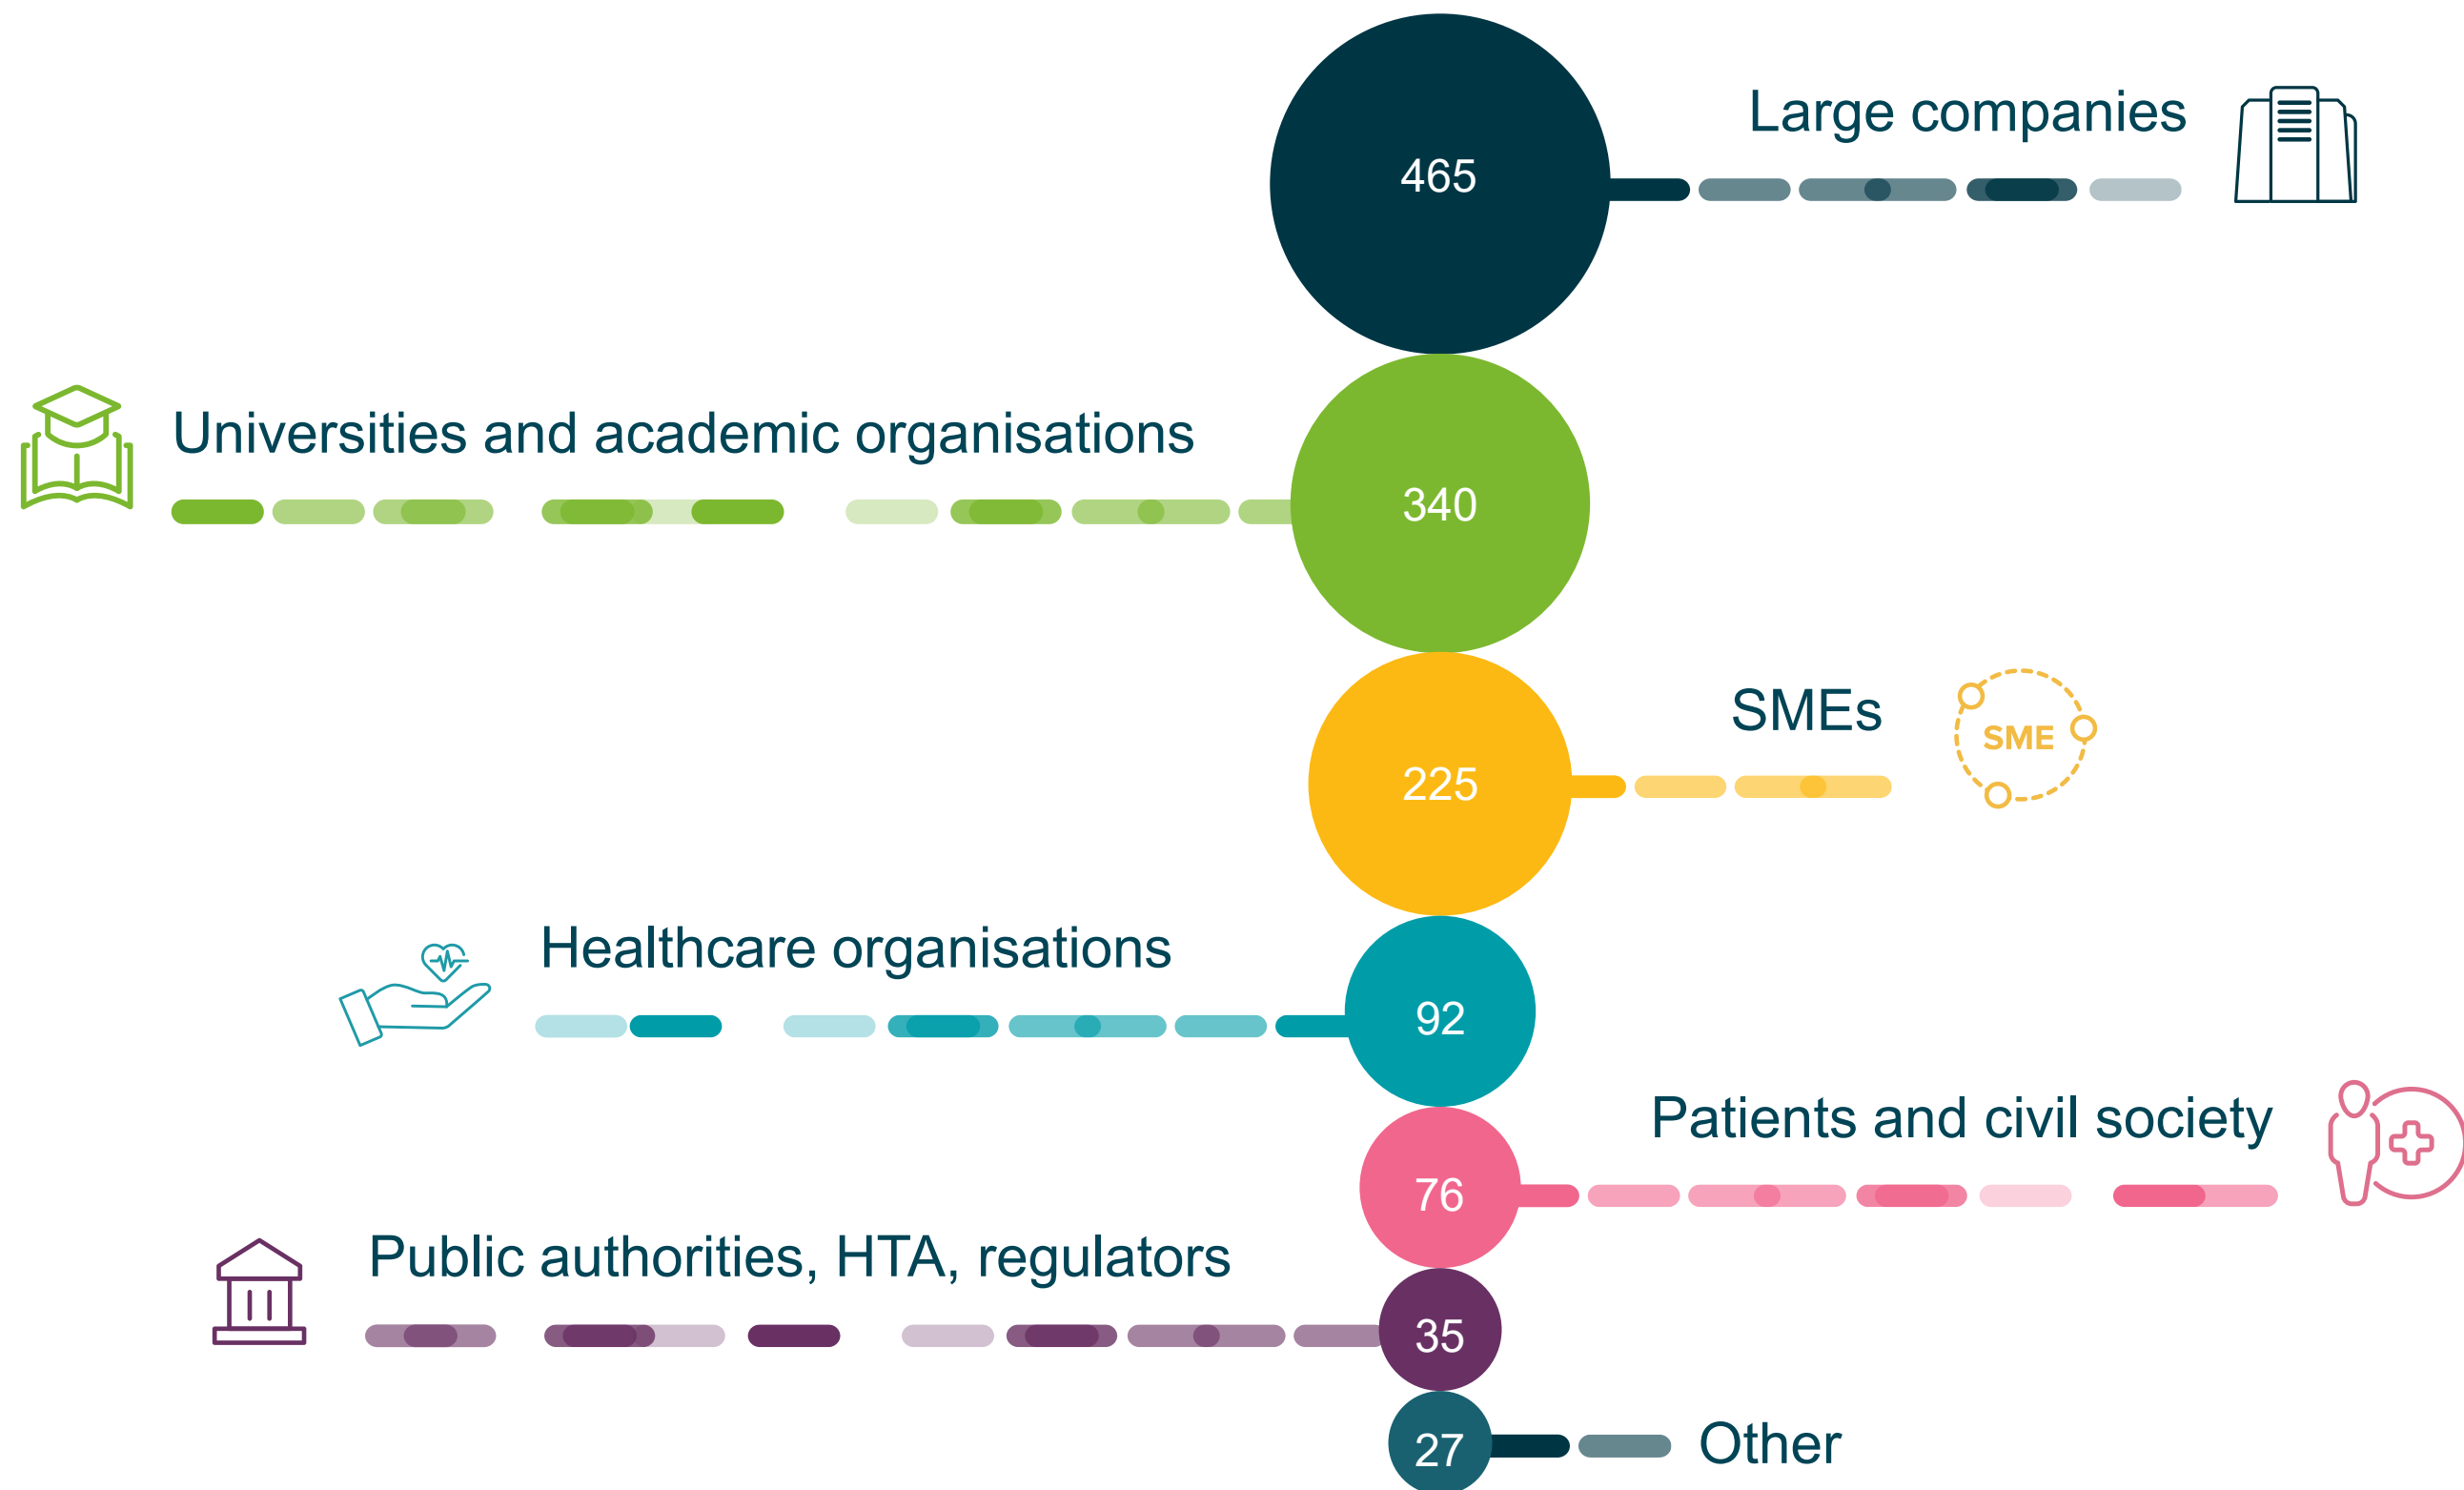 Large companies
465
Universities and academic organisations
340
SMEs
SME
225
Healthcare organisations
92
Patients and civil society
76
Public authorities, HTA, regulators
35
27
Other